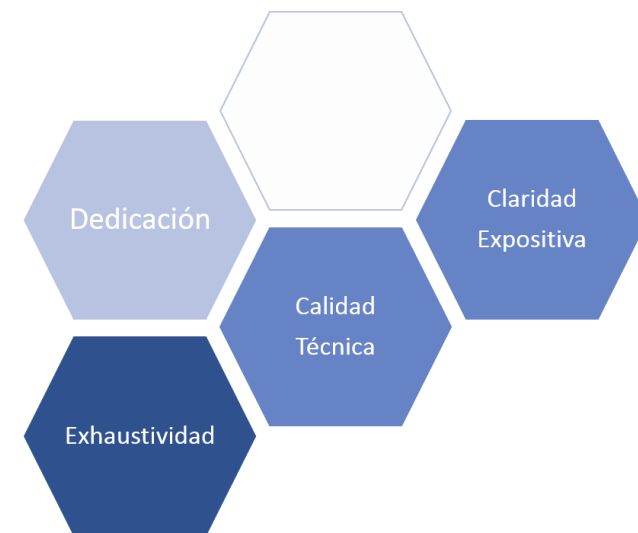 Dedicación
Claridad
Expositiva
Calidad
Técnica
Exhaustividad